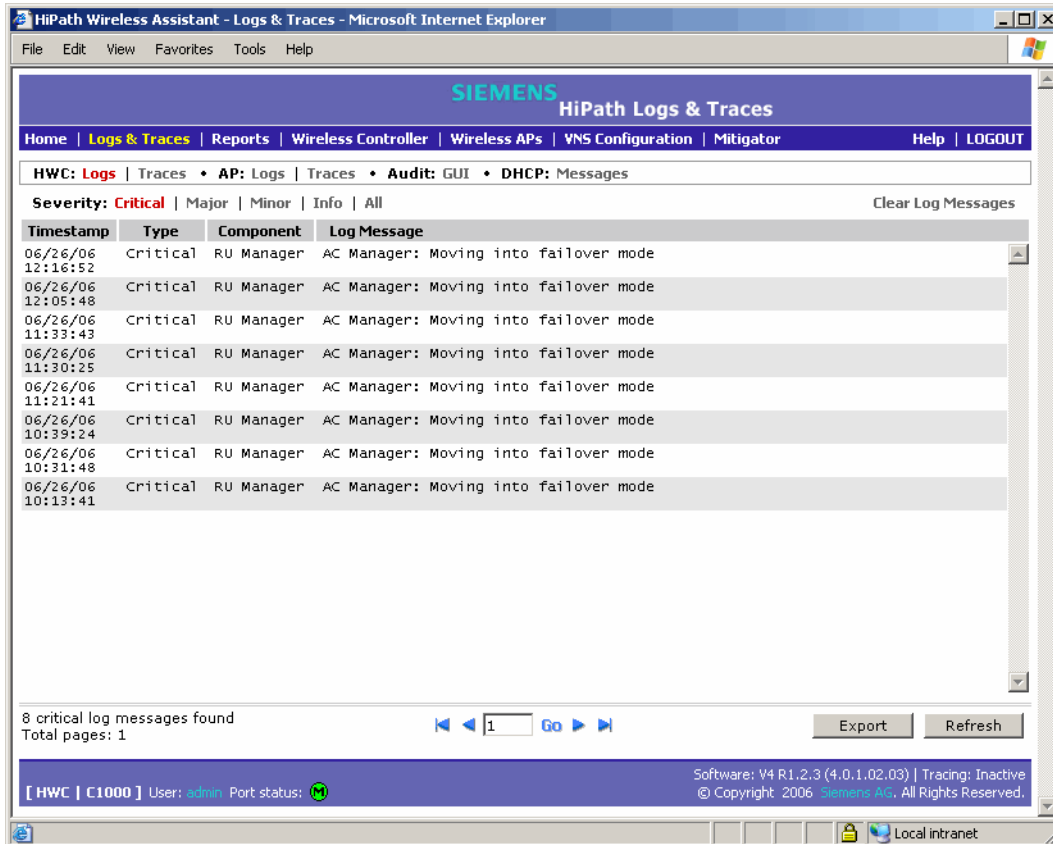 HiPath Wireless Assistant - Logs & Traces - Microsoft Internet Explorer
File Edit View Favorites Tools Help
SIEMENS
HiPath Logs & Traces
Home | Logs & Traces | Reports | Wireless Controller | Wireless APs | VNS Configuration | Mitigator Help | LOGOUT
HWC: Logs | Traces • AP: Logs | Traces • Audit: GUI • DHCP: Messages
Severity: Critical | Major | Minor | Info | All Clear Log Messages
Timestamp Type Component Log Message
06/26/06 Critical RU Manager AC Manager: Moving into failover mode
12:16:52
06/26/06 Critical RU Manager AC Manager: Moving into failover mode
12:05:48
06/26/06 Critical RU Manager AC Manager: Moving into failover mode
11:33:43
06/26/06 Critical RU Manager AC Manager: Moving into failover mode
11:30:25
06/26/06 Critical RU Manager AC Manager: Moving into failover mode
11:21:41
06/26/06 Critical RU Manager AC Manager: Moving into failover mode
10:39:24
06/26/06 Critical RU Manager AC Manager: Moving into failover mode
10:31:48
06/26/06 Critical RU Manager AC Manager: Moving into failover mode
10:13:41
8 critical log messages found
Total pages: 1
1 Go
Export Refresh
Software: V4 R1.2.3 (4.0.1.02.03) | Tracing: Inactive
[ HWC | C1000 ] User: admin Port status: M
© Copyright 2006 Siemens AG. All Rights Reserved.
Local intranet